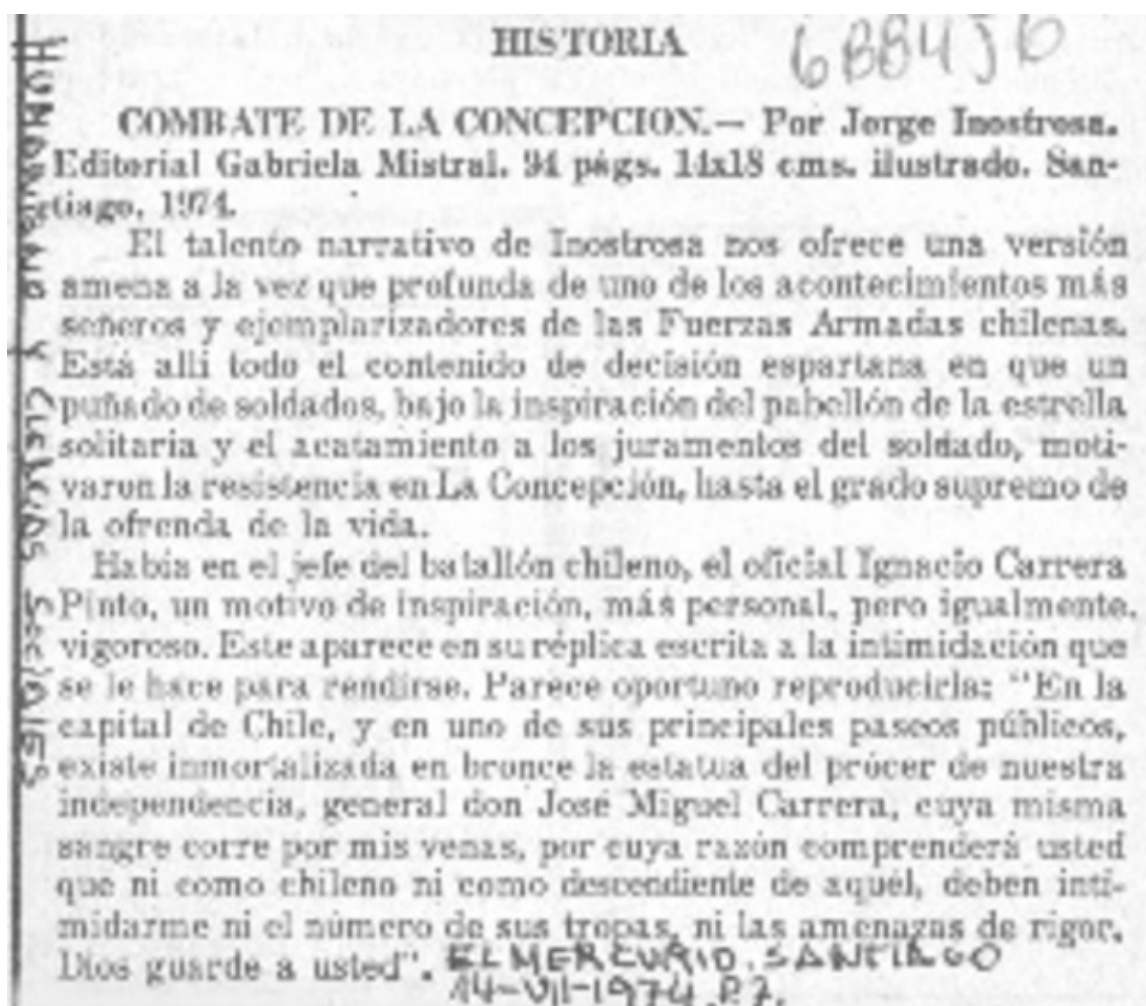 HISTORIA
6BB4J6
COMBATE DE LA CONCEPCION.— Por Jorge Inostrosa.
Editorial Gabriela Mistral. 94 págs. 14x18 cms. ilustrado. San-
tiago, 1974.
El talento narrativo de Inostrosa nos ofrece una versión
amena a la vez que profunda de uno de los acontecimientos más
señeros y ejemplarizadores de las Fuerzas Armadas chilenas.
Está allí todo el contenido de decisión espartana en que un
puñado de soldados, bajo la inspiración del pabellón de la estrella
solitaria y el acatamiento a los juramentos del soldado, moti-
varon la resistencia en La Concepción, hasta el grado supremo de
la ofrenda de la vida.
Había en el jefe del batallón chileno, el oficial Ignacio Carrera
Pinto, un motivo de inspiración, más personal, pero igualmente
vigoroso. Este aparece en su réplica escrita a la intimidación que
se le hace para rendirse. Parece oportuno reproducirla: "En la
capital de Chile, y en uno de sus principales paseos públicos,
existe inmortalizada en bronce la estatua del prócer de nuestra
independencia, general don José Miguel Carrera, cuya misma
sangre corre por mis venas, por cuya razón comprenderá usted
que ni como chileno ni como descendiente de aquél, deben inti-
midarme ni el número de sus tropas, ni las amenazas de rigor.
Dios guarde a usted".
EL MERCURIO. SANTIAGO
14-VII-1974 P.7.
Y CIENCIAS SOCIALES